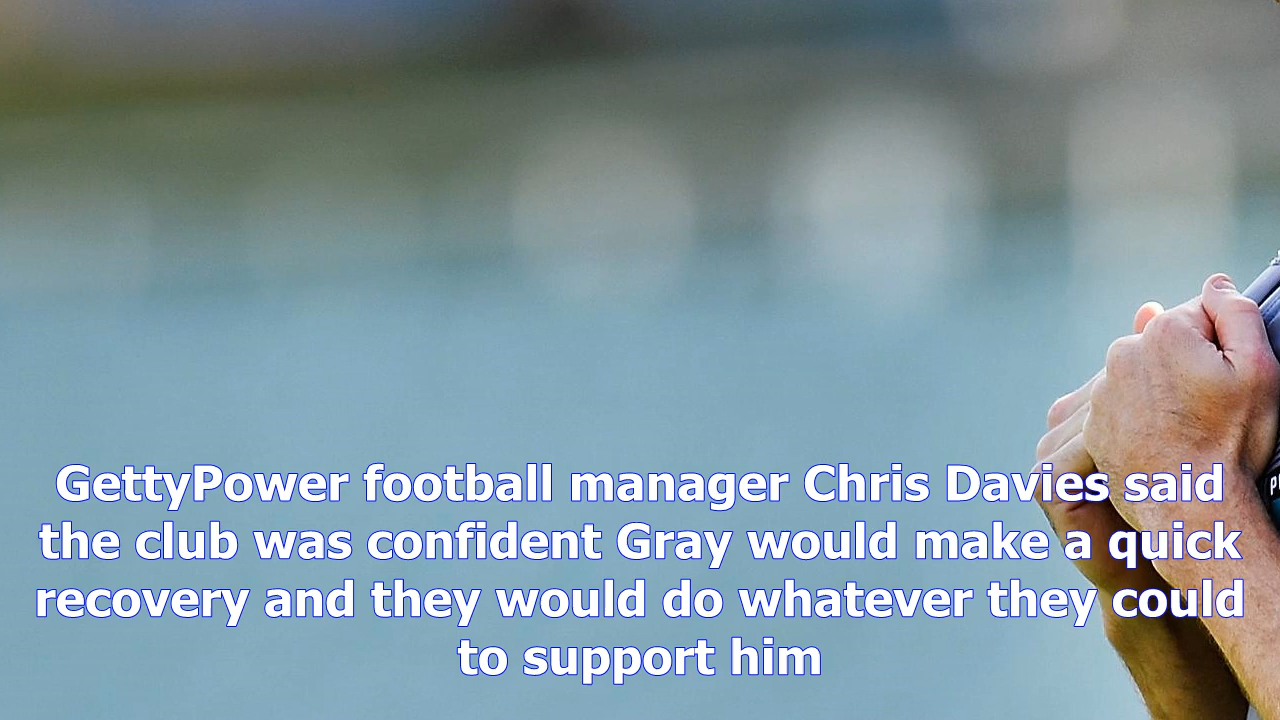 GettyPower football manager Chris Davies said
the club was confident Gray would make a quick
recovery and they would do whatever they could
to support him